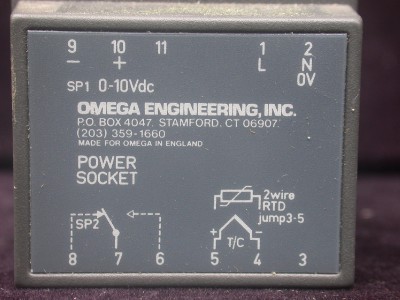 9 10 11 1 2
− + L N
SP1 0-10Vdc 0V
OMEGA ENGINEERING, INC.
P.O. BOX 4047, STAMFORD, CT 06907.
(203) 359-1660
MADE FOR OMEGA IN ENGLAND
POWER
SOCKET
2wire
RTD
jump3-5
SP2
+ T/C −
8 7 6 5 4 3